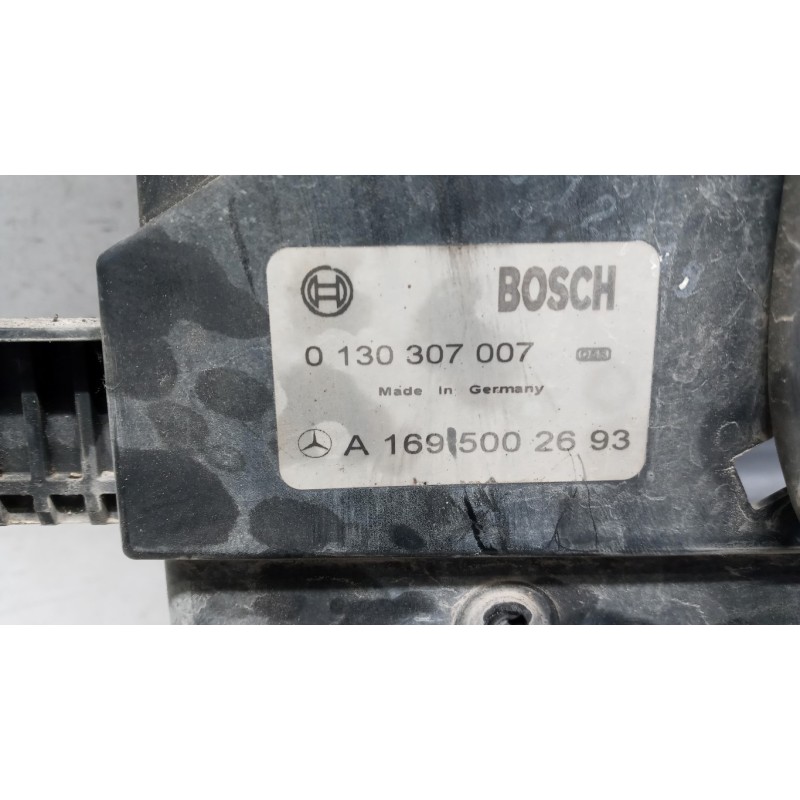 BOSCH
0 130 307 007
Made in Germany
A 169 500 26 93